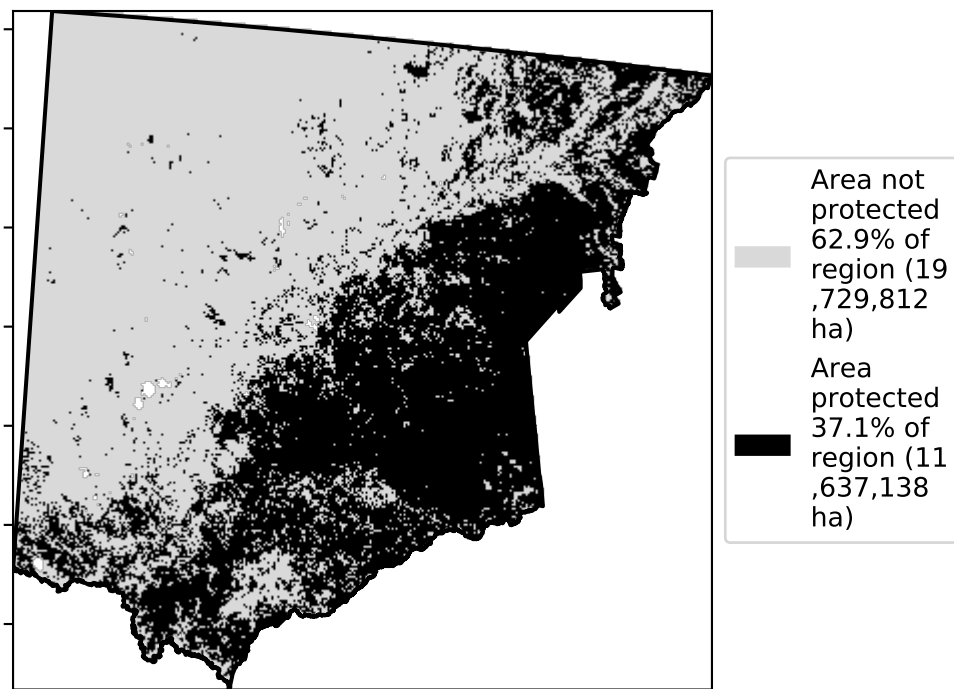 Area not
protected
62.9% of
region (19
,729,812
ha)
Area
protected
37.1% of
region (11
,637,138
ha)